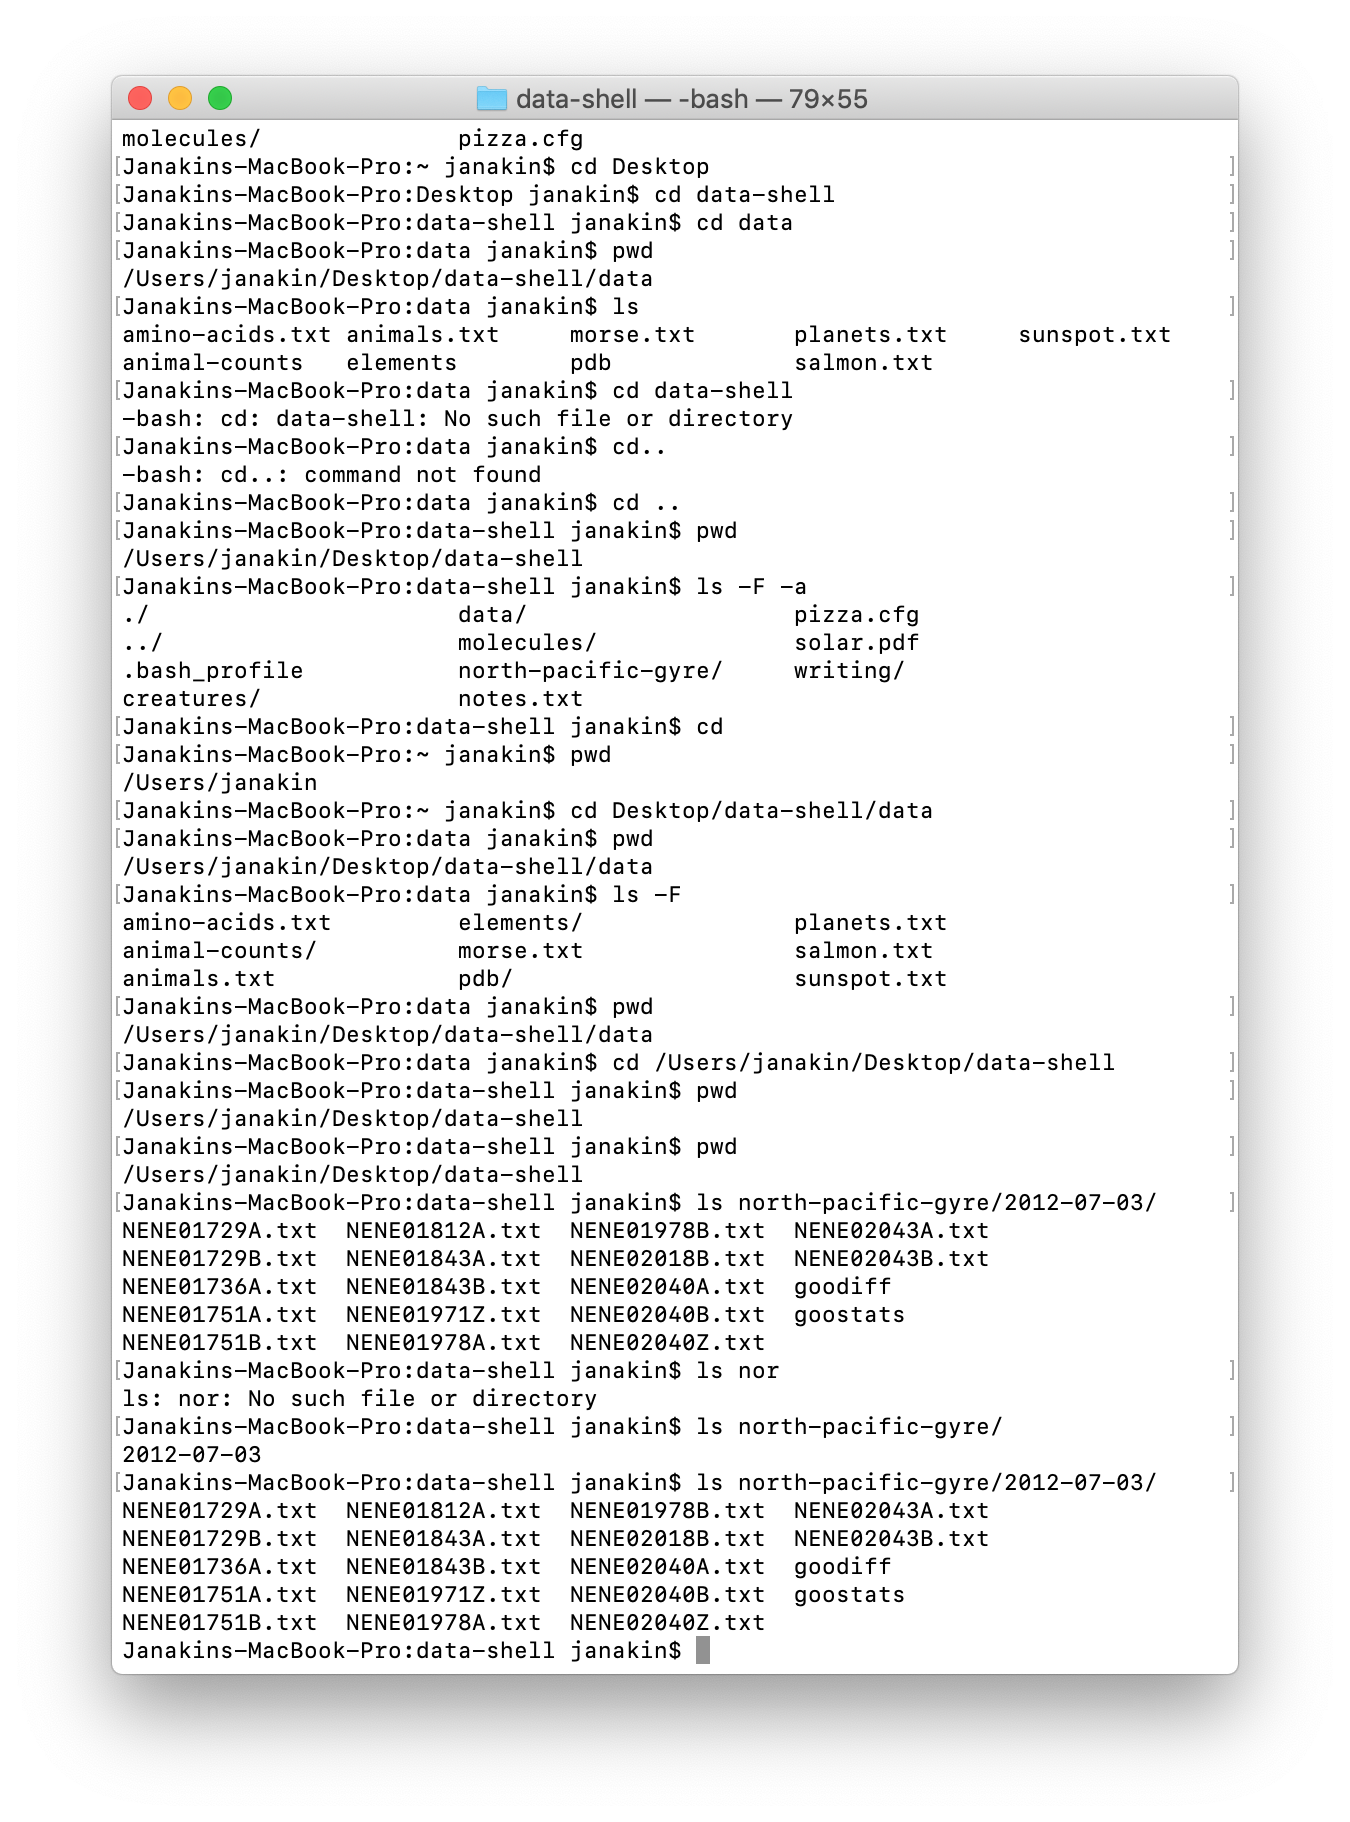 data-shell — -bash — 79×55
molecules/              pizza.cfg
[Janakins-MacBook-Pro:~ janakin$ cd Desktop                                    ]
[Janakins-MacBook-Pro:Desktop janakin$ cd data-shell                           ]
[Janakins-MacBook-Pro:data-shell janakin$ cd data                              ]
[Janakins-MacBook-Pro:data janakin$ pwd                                        ]
/Users/janakin/Desktop/data-shell/data
[Janakins-MacBook-Pro:data janakin$ ls                                         ]
amino-acids.txt animals.txt     morse.txt       planets.txt     sunspot.txt
animal-counts   elements        pdb             salmon.txt
[Janakins-MacBook-Pro:data janakin$ cd data-shell                              ]
-bash: cd: data-shell: No such file or directory
[Janakins-MacBook-Pro:data janakin$ cd..                                       ]
-bash: cd..: command not found
[Janakins-MacBook-Pro:data janakin$ cd ..                                      ]
[Janakins-MacBook-Pro:data-shell janakin$ pwd                                  ]
/Users/janakin/Desktop/data-shell
[Janakins-MacBook-Pro:data-shell janakin$ ls -F -a                             ]
./                      data/                   pizza.cfg
../                     molecules/              solar.pdf
.bash_profile           north-pacific-gyre/     writing/
creatures/              notes.txt
[Janakins-MacBook-Pro:data-shell janakin$ cd                                   ]
[Janakins-MacBook-Pro:~ janakin$ pwd                                           ]
/Users/janakin
[Janakins-MacBook-Pro:~ janakin$ cd Desktop/data-shell/data                    ]
[Janakins-MacBook-Pro:data janakin$ pwd                                        ]
/Users/janakin/Desktop/data-shell/data
[Janakins-MacBook-Pro:data janakin$ ls -F                                      ]
amino-acids.txt         elements/               planets.txt
animal-counts/          morse.txt               salmon.txt
animals.txt             pdb/                    sunspot.txt
[Janakins-MacBook-Pro:data janakin$ pwd                                        ]
/Users/janakin/Desktop/data-shell/data
[Janakins-MacBook-Pro:data janakin$ cd /Users/janakin/Desktop/data-shell       ]
[Janakins-MacBook-Pro:data-shell janakin$ pwd                                  ]
/Users/janakin/Desktop/data-shell
[Janakins-MacBook-Pro:data-shell janakin$ pwd                                  ]
/Users/janakin/Desktop/data-shell
[Janakins-MacBook-Pro:data-shell janakin$ ls north-pacific-gyre/2012-07-03/    ]
NENE01729A.txt  NENE01812A.txt  NENE01978B.txt  NENE02043A.txt
NENE01729B.txt  NENE01843A.txt  NENE02018B.txt  NENE02043B.txt
NENE01736A.txt  NENE01843B.txt  NENE02040A.txt  goodiff
NENE01751A.txt  NENE01971Z.txt  NENE02040B.txt  goostats
NENE01751B.txt  NENE01978A.txt  NENE02040Z.txt
[Janakins-MacBook-Pro:data-shell janakin$ ls nor                               ]
ls: nor: No such file or directory
[Janakins-MacBook-Pro:data-shell janakin$ ls north-pacific-gyre/               ]
2012-07-03
[Janakins-MacBook-Pro:data-shell janakin$ ls north-pacific-gyre/2012-07-03/    ]
NENE01729A.txt  NENE01812A.txt  NENE01978B.txt  NENE02043A.txt
NENE01729B.txt  NENE01843A.txt  NENE02018B.txt  NENE02043B.txt
NENE01736A.txt  NENE01843B.txt  NENE02040A.txt  goodiff
NENE01751A.txt  NENE01971Z.txt  NENE02040B.txt  goostats
NENE01751B.txt  NENE01978A.txt  NENE02040Z.txt
Janakins-MacBook-Pro:data-shell janakin$